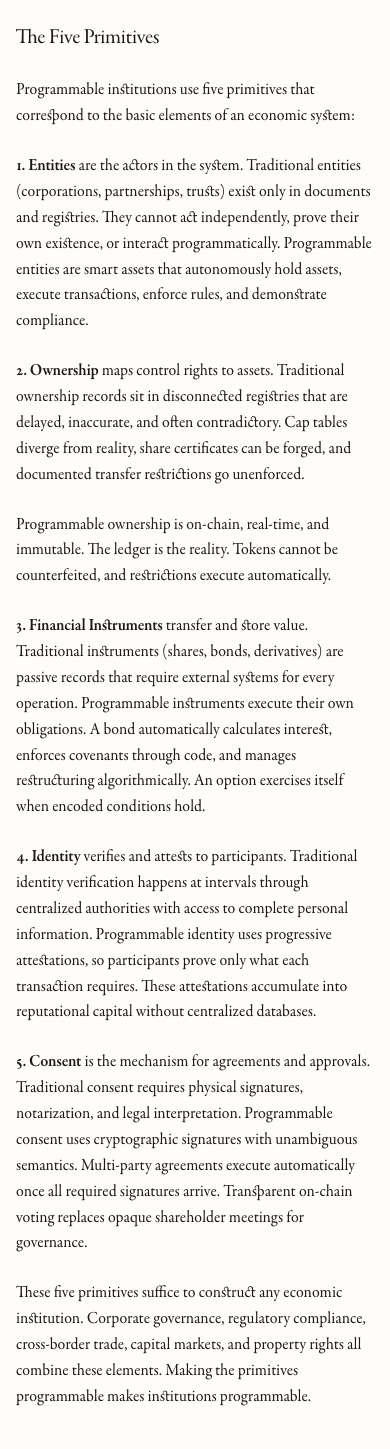 The Five Primitives
Programmable institutions use five primitives that
correspond to the basic elements of an economic system:
1. Entities are the actors in the system. Traditional entities
(corporations, partnerships, trusts) exist only in documents
and registries. They cannot act independently, prove their
own existence, or interact programmatically. Programmable
entities are smart assets that autonomously hold assets,
execute transactions, enforce rules, and demonstrate
compliance.
2. Ownership maps control rights to assets. Traditional
ownership records sit in disconnected registries that are
delayed, inaccurate, and often contradictory. Cap tables
diverge from reality, share certificates can be forged, and
documented transfer restrictions go unenforced.
Programmable ownership is on-chain, real-time, and
immutable. The ledger is the reality. Tokens cannot be
counterfeited, and restrictions execute automatically.
3. Financial Instruments transfer and store value.
Traditional instruments (shares, bonds, derivatives) are
passive records that require external systems for every
operation. Programmable instruments execute their own
obligations. A bond automatically calculates interest,
enforces covenants through code, and manages
restructuring algorithmically. An option exercises itself
when encoded conditions hold.
4. Identity verifies and attests to participants. Traditional
identity verification happens at intervals through
centralized authorities with access to complete personal
information. Programmable identity uses progressive
attestations, so participants prove only what each
transaction requires. These attestations accumulate into
reputational capital without centralized databases.
5. Consent is the mechanism for agreements and approvals.
Traditional consent requires physical signatures,
notarization, and legal interpretation. Programmable
consent uses cryptographic signatures with unambiguous
semantics. Multi-party agreements execute automatically
once all required signatures arrive. Transparent on-chain
voting replaces opaque shareholder meetings for
governance.
These five primitives suffice to construct any economic
institution. Corporate governance, regulatory compliance,
cross-border trade, capital markets, and property rights all
combine these elements. Making the primitives
programmable makes institutions programmable.